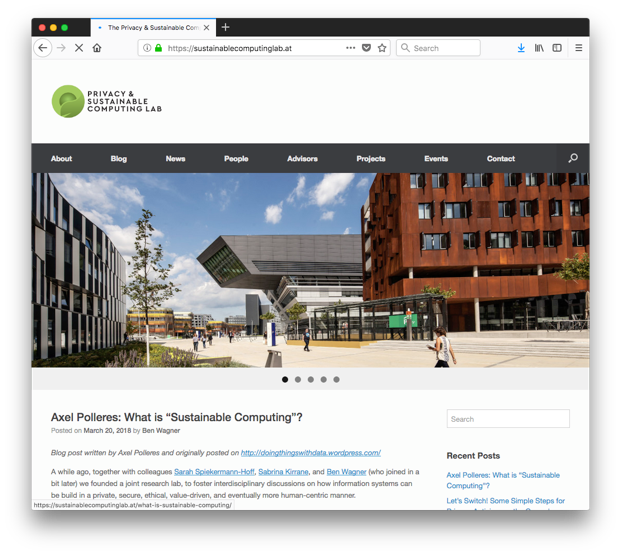 The Privacy & Sustainable Com
https://sustainablecomputinglab.at
Search
PRIVACY &
SUSTAINABLE
COMPUTING LAB
About Blog News People Advisors Projects Events Contact
Axel Polleres: What is “Sustainable Computing”?
Posted on March 20, 2018 by Ben Wagner
Search
Blog post written by Axel Polleres and originally posted on http://doingthingswithdata.wordpress.com/
Recent Posts
A while ago, together with colleagues Sarah Spiekermann-Hoff, Sabrina Kirrane, and Ben Wagner (who joined in a
bit later) we founded a joint research lab, to foster interdisciplinary discussions on how information systems can
be build in a private, secure, ethical, value-driven, and eventually more human-centric manner.
Axel Polleres: What is “Sustainable
Computing”?
Let’s Switch! Some Simple Steps for
https://sustainablecomputinglab.at/what-is-sustainable-computing/